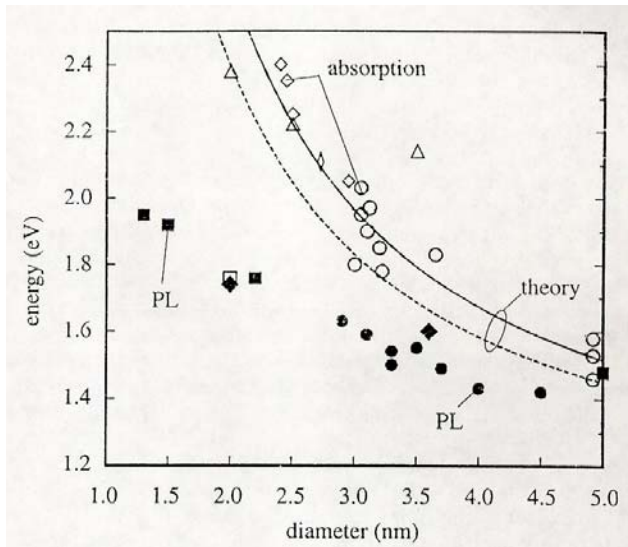 2.4
2.2
2.0
1.8
1.6
1.4
1.2
energy (eV)
absorption
PL
theory
PL
1.0 1.5 2.0 2.5 3.0 3.5 4.0 4.5 5.0
diameter (nm)